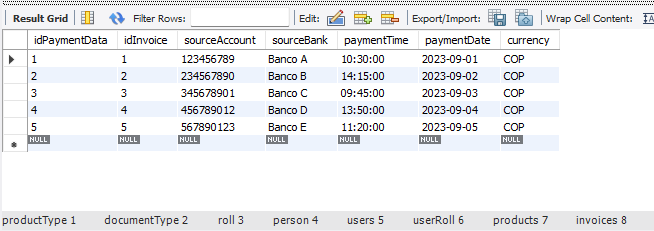 Result Grid Filter Rows: Edit: Export/Import: Wrap Cell Content:
idPaymentData idInvoice sourceAccount sourceBank paymentTime paymentDate currency
1 1 123456789 Banco A 10:30:00 2023-09-01 COP
2 2 234567890 Banco B 14:15:00 2023-09-02 COP
3 3 345678901 Banco C 09:45:00 2023-09-03 COP
4 4 456789012 Banco D 13:50:00 2023-09-04 COP
5 5 567890123 Banco E 11:20:00 2023-09-05 COP
NULL NULL NULL NULL NULL NULL NULL
productType 1 documentType 2 roll 3 person 4 users 5 userRoll 6 products 7 invoices 8